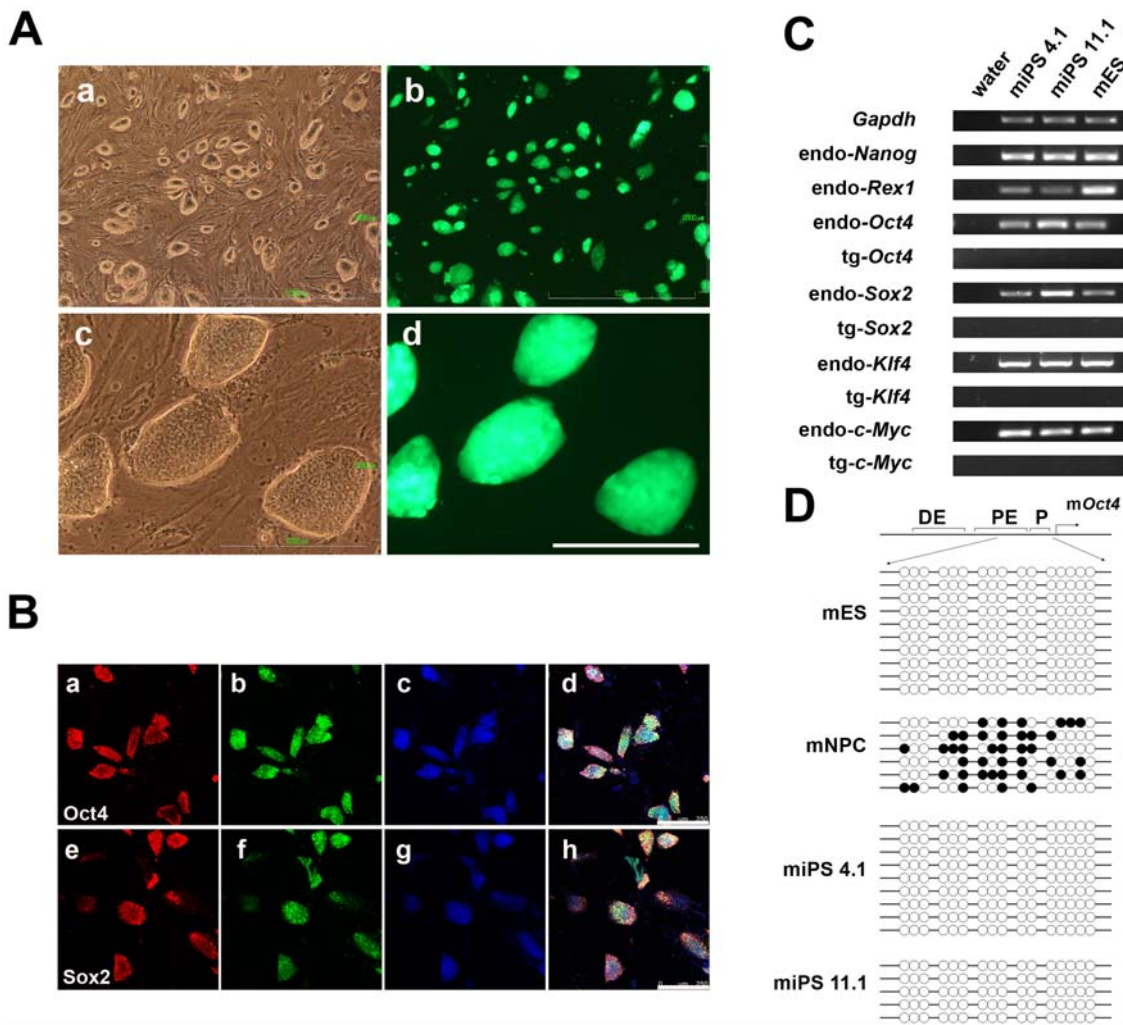 A
a
b
c
d
B
a
b
c
d
Oct4
e
f
g
h
Sox2
C
water
miPS 4.1
miPS 11.1
mES
Gapdh
endo-Nanog
endo-Rex1
endo-Oct4
tg-Oct4
endo-Sox2
tg-Sox2
endo-Klf4
tg-Klf4
endo-c-Myc
tg-c-Myc
D
DE PE P mOct4
mES
mNPC
miPS 4.1
miPS 11.1